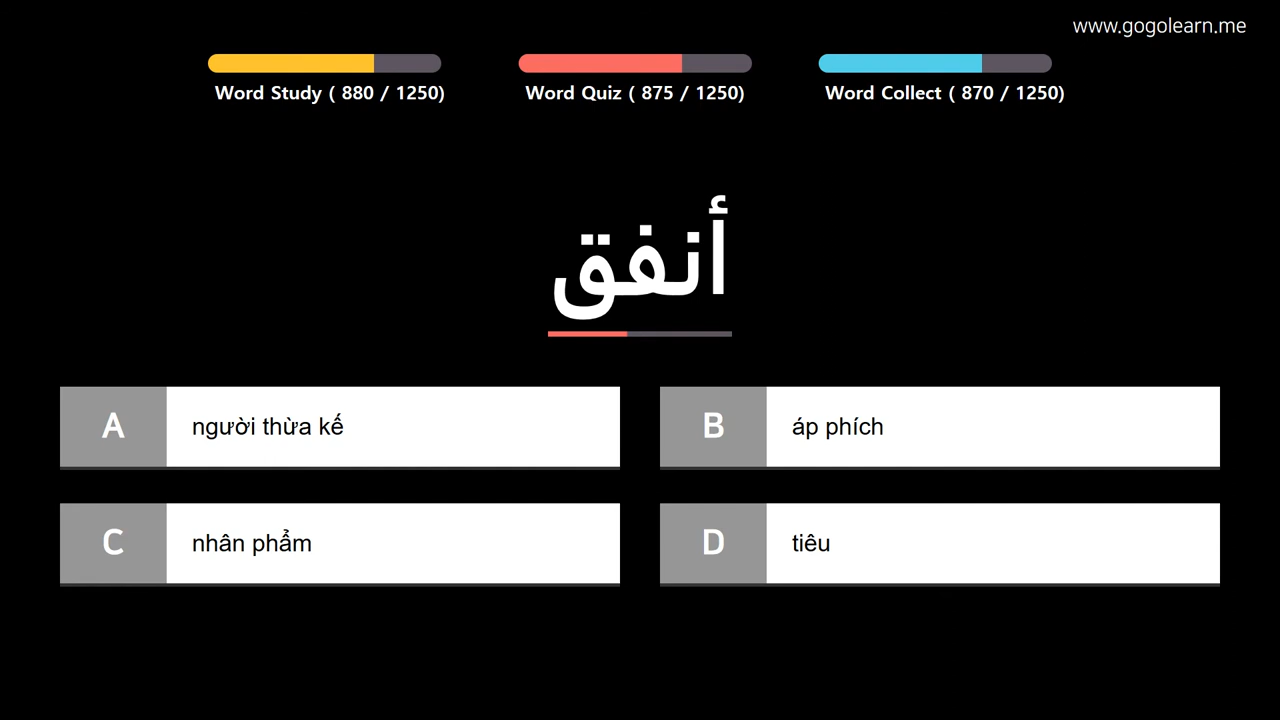 www.gogolearn.me
Word Study ( 880 / 1250)
Word Quiz ( 875 / 1250)
Word Collect ( 870 / 1250)
أنفق
A người thừa kế
B áp phích
C nhân phẩm
D tiêu